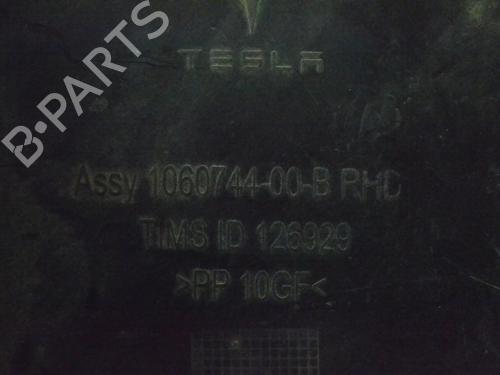 B-PARTS
TESLA
Assy 1060744-00-B RHD
TIMS ID 126929
>PP 10GF<